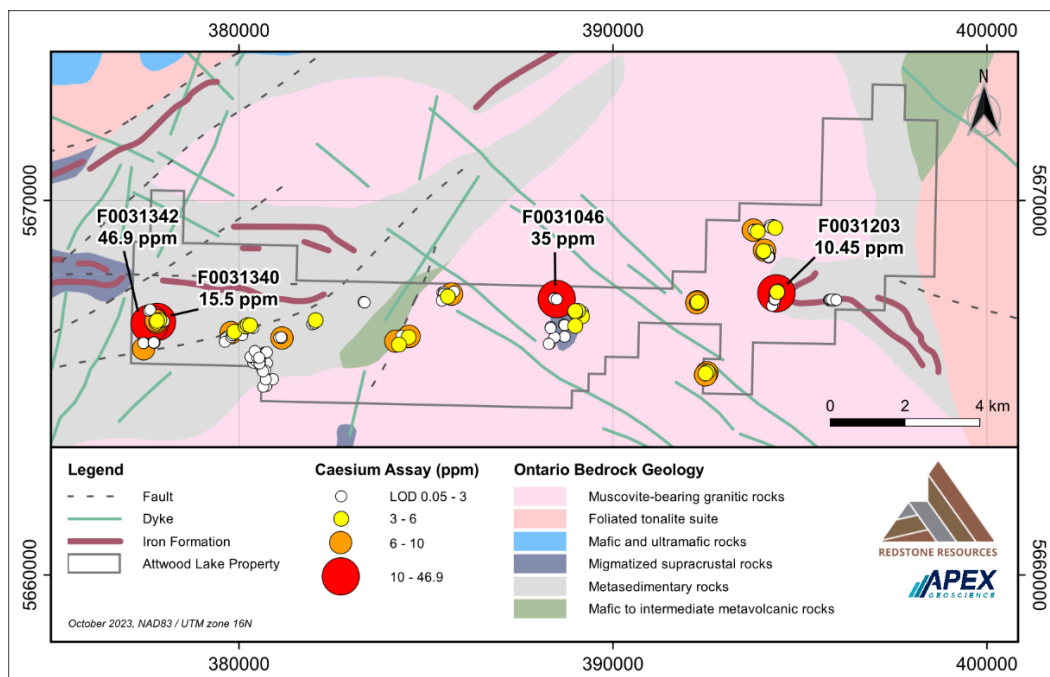 380000
390000
400000
5670000
5670000
N
F0031342
46.9 ppm
F0031340
15.5 ppm
F0031046
35 ppm
F0031203
10.45 ppm
0
2
4 km
Legend
Fault
Dyke
Iron Formation
Attwood Lake Property
October 2023, NAD83 / UTM zone 16N
Caesium Assay (ppm)
LOD 0.05 - 3
3 - 6
6 - 10
10 - 46.9
Ontario Bedrock Geology
Muscovite-bearing granitic rocks
Foliated tonalite suite
Mafic and ultramafic rocks
Migmatized supracrustal rocks
Metasedimentary rocks
Mafic to intermediate metavolcanic rocks
REDSTONE RESOURCES
APEX
GEOSCIENCE
5660000
5660000
380000
390000
400000